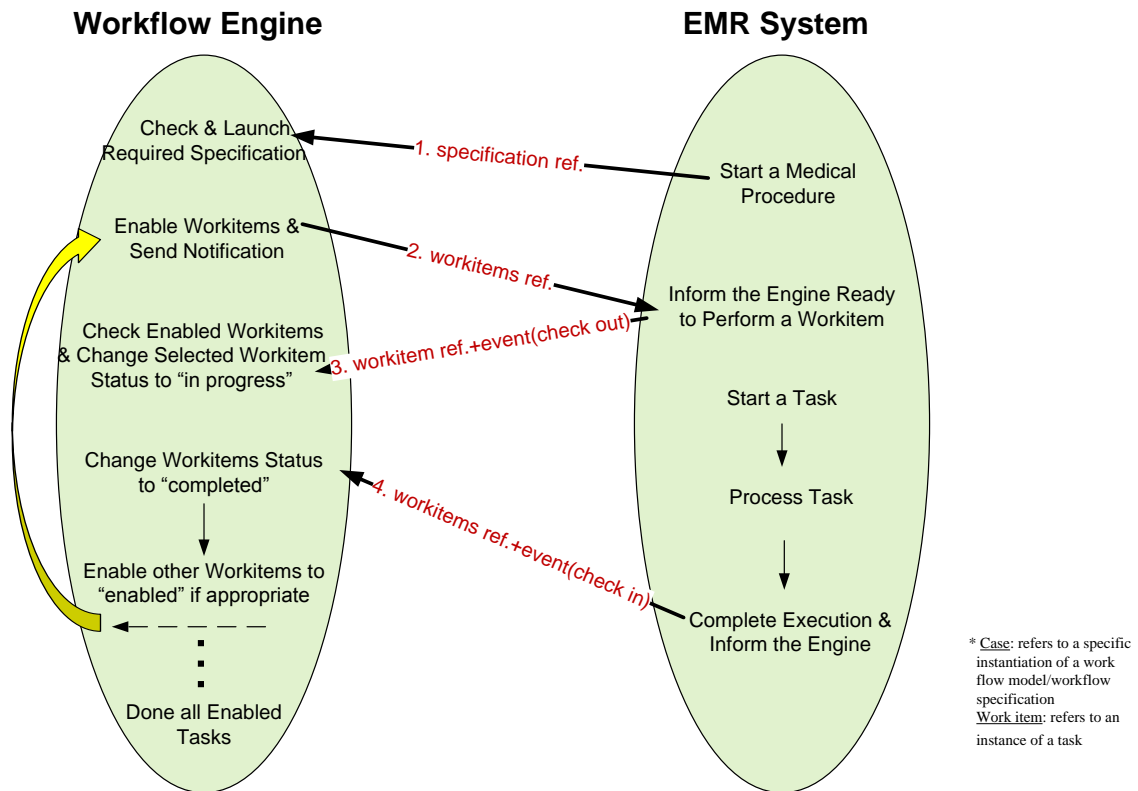 Workflow Engine
EMR System
Check & Launch
Required Specification
1. specification ref.
Start a Medical
Procedure
Enable Workitems &
Send Notification
2. workitems ref.
Inform the Engine Ready
to Perform a Workitem
Check Enabled Workitems
& Change Selected Workitem
Status to “in progress”
3. workitem ref.+event(check out)
Start a Task
Change Workitems Status
to “completed”
4. workitems ref.+event(check in)
Process Task
Enable other Workitems to
“enabled” if appropriate
Complete Execution &
Inform the Engine
Done all Enabled
Tasks
* Case: refers to a specific
instantiation of a work
flow model/workflow
specification
Work item: refers to an
instance of a task